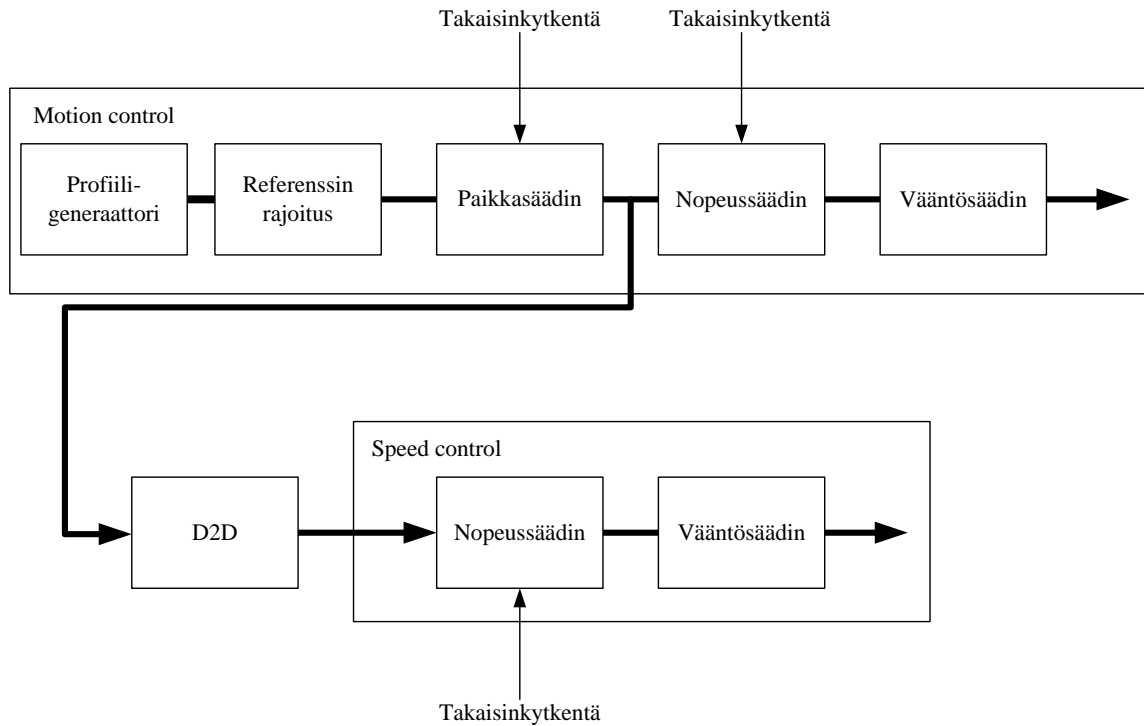 Takaisinkytkentä
Takaisinkytkentä
Motion control
Profiili-
generaattori
Referenssin
rajoitus
Paikkasäädin
Nopeussäädin
Vääntösäädin
Speed control
D2D
Nopeussäädin
Vääntösäädin
Takaisinkytkentä